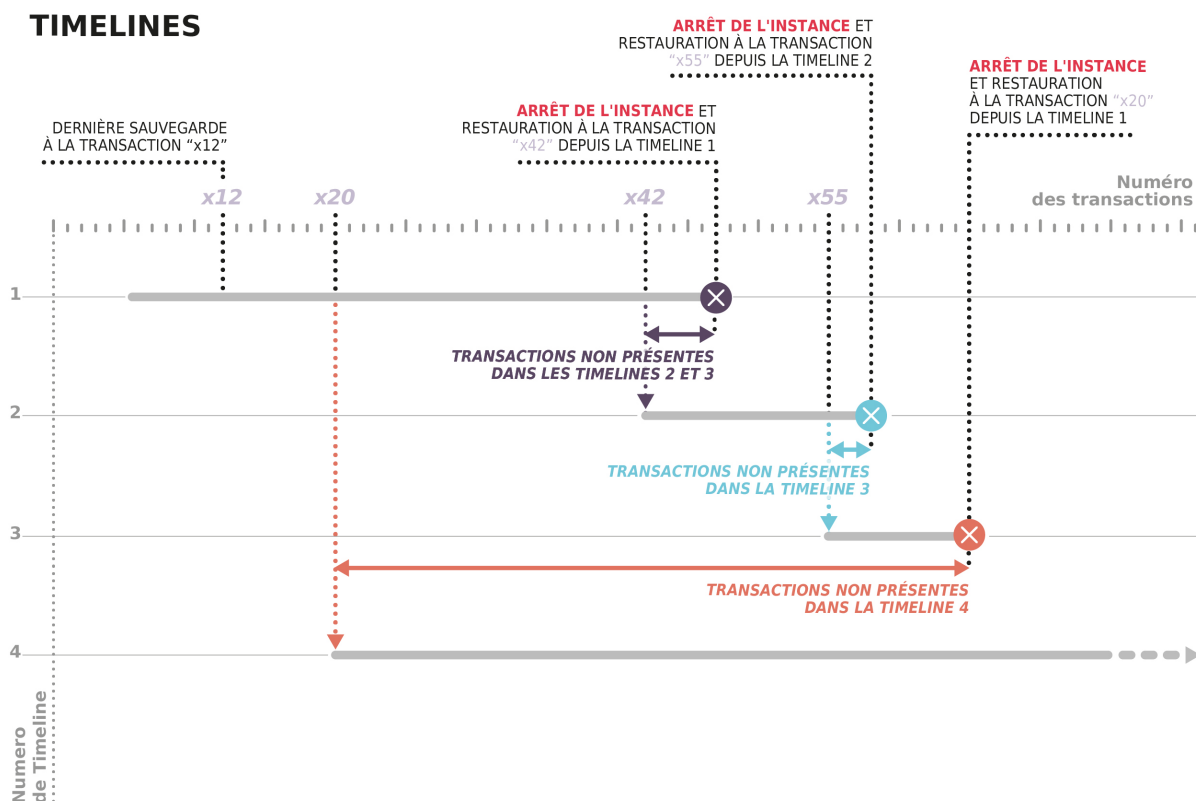 TIMELINES
ARRÊT DE L'INSTANCE ET
RESTAURATION À LA TRANSACTION
“x55” DEPUIS LA TIMELINE 2
ARRÊT DE L'INSTANCE
ET RESTAURATION
À LA TRANSACTION “x20”
DEPUIS LA TIMELINE 1
ARRÊT DE L'INSTANCE ET
RESTAURATION À LA TRANSACTION
“x42” DEPUIS LA TIMELINE 1
DERNIÈRE SAUVEGARDE
À LA TRANSACTION “x12”
x12
x20
x42
x55
Numéro
des transactions
1
TRANSACTIONS NON PRÉSENTES
DANS LES TIMELINES 2 ET 3
2
TRANSACTIONS NON PRÉSENTES
DANS LA TIMELINE 3
3
TRANSACTIONS NON PRÉSENTES
DANS LA TIMELINE 4
4
Numero
de Timeline